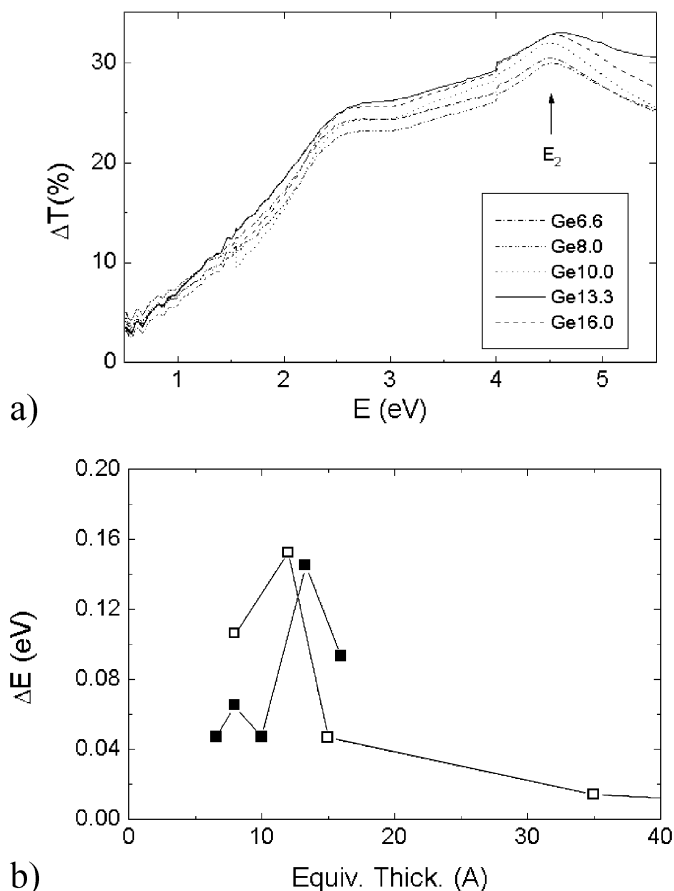 30
20
10
0
ΔT(%)
E₂
Ge6.6
Ge8.0
Ge10.0
Ge13.3
Ge16.0
1 2 3 4 5
E (eV)
a)
0.20
0.16
0.12
0.08
0.04
0.00
ΔE (eV)
0 10 20 30 40
Equiv. Thick. (A)
b)